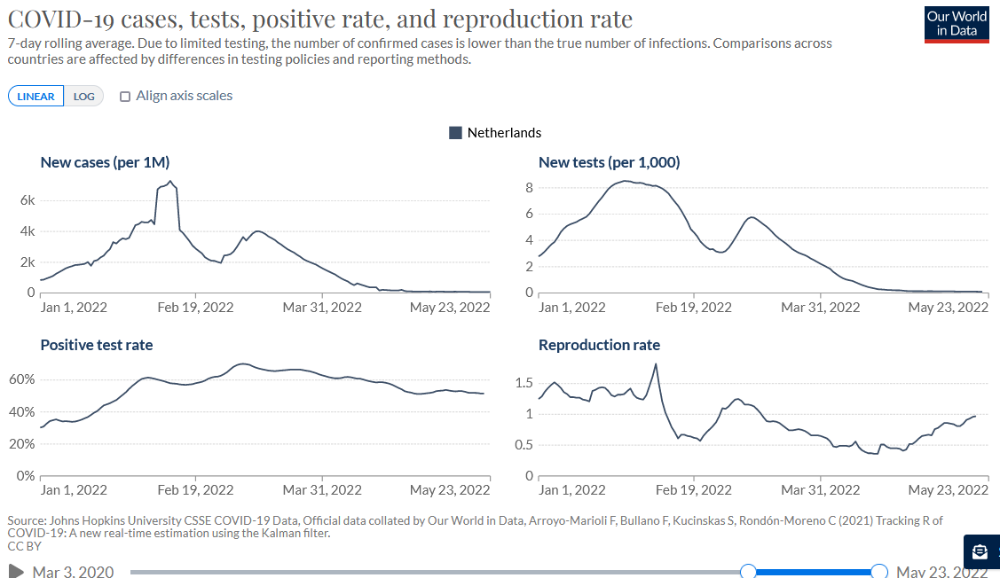 COVID-19 cases, tests, positive rate, and reproduction rate
Our World
in Data
7-day rolling average. Due to limited testing, the number of confirmed cases is lower than the true number of infections. Comparisons across
countries are affected by differences in testing policies and reporting methods.
LINEAR LOG Align axis scales
Netherlands
New cases (per 1M)
6k
4k
2k
0
Jan 1, 2022 Feb 19, 2022 Mar 31, 2022 May 23, 2022
New tests (per 1,000)
8
6
4
2
0
Jan 1, 2022 Feb 19, 2022 Mar 31, 2022 May 23, 2022
Positive test rate
60%
40%
20%
0%
Jan 1, 2022 Feb 19, 2022 Mar 31, 2022 May 23, 2022
Reproduction rate
1.5
1
0.5
0
Jan 1, 2022 Feb 19, 2022 Mar 31, 2022 May 23, 2022
Source: Johns Hopkins University CSSE COVID-19 Data, Official data collated by Our World in Data, Arroyo-Marioli F, Bullano F, Kucinskas S, Rondón-Moreno C (2021) Tracking R of
COVID-19: A new real-time estimation using the Kalman filter.
CC BY
Mar 3, 2020 May 23, 2022